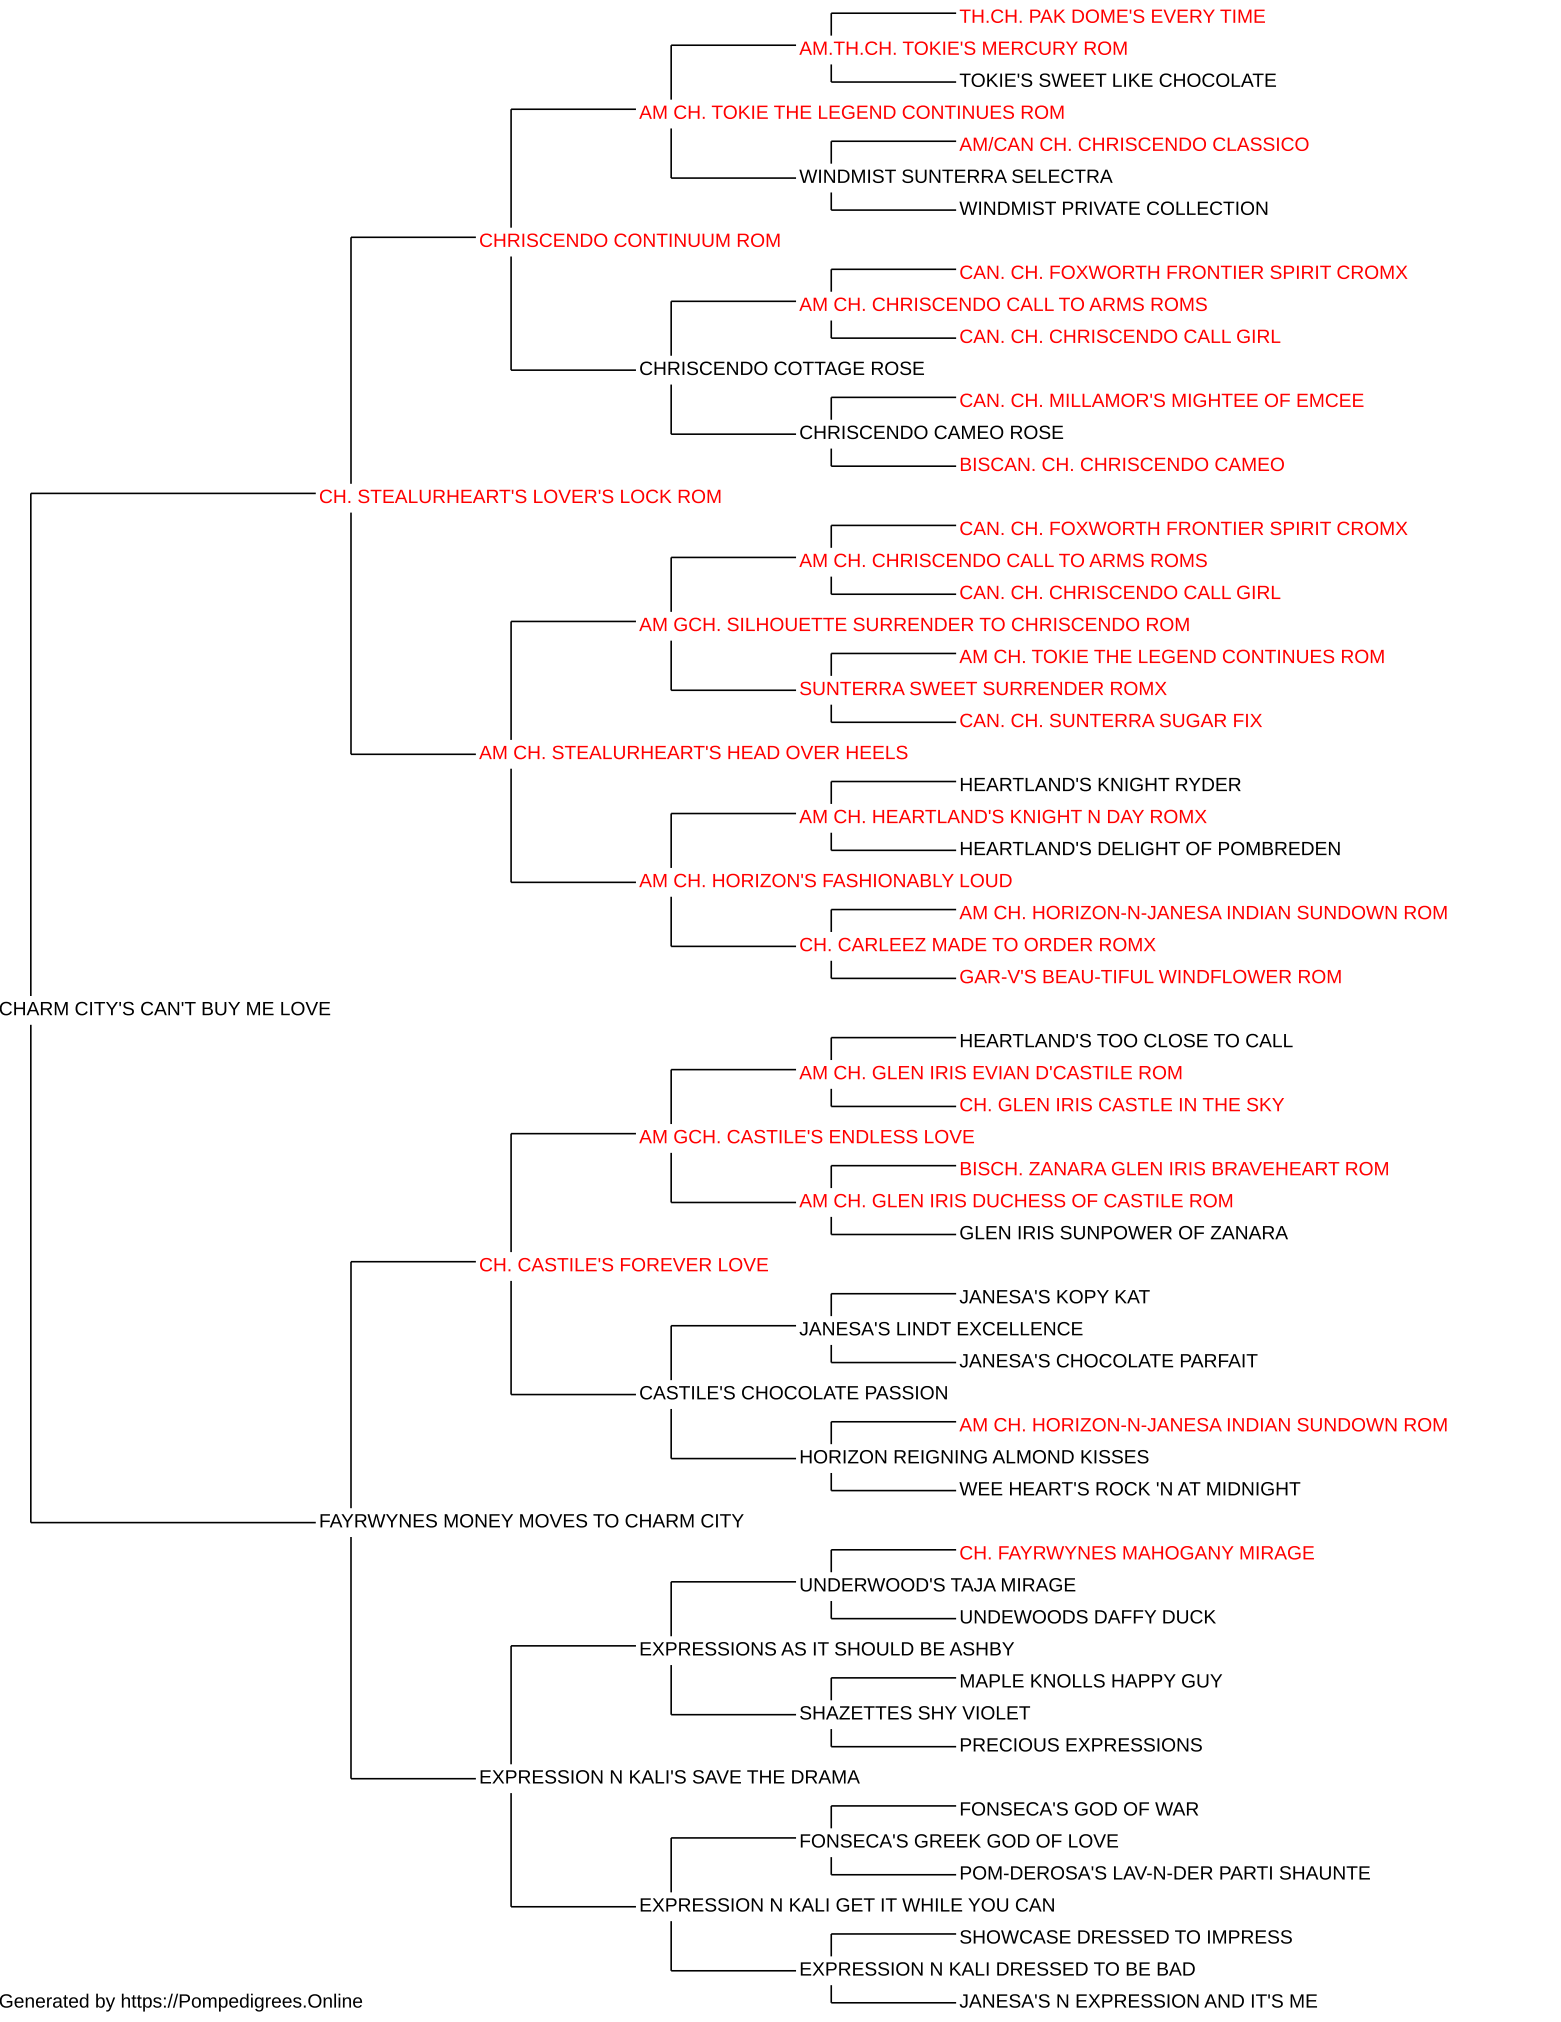 TH.CH. PAK DOME'S EVERY TIME
AM.TH.CH. TOKIE'S MERCURY ROM
TOKIE'S SWEET LIKE CHOCOLATE
AM CH. TOKIE THE LEGEND CONTINUES ROM
AM/CAN CH. CHRISCENDO CLASSICO
WINDMIST SUNTERRA SELECTRA
WINDMIST PRIVATE COLLECTION
CHRISCENDO CONTINUUM ROM
CAN. CH. FOXWORTH FRONTIER SPIRIT CROMX
AM CH. CHRISCENDO CALL TO ARMS ROMS
CAN. CH. CHRISCENDO CALL GIRL
CHRISCENDO COTTAGE ROSE
CAN. CH. MILLAMOR'S MIGHTEE OF EMCEE
CHRISCENDO CAMEO ROSE
BISCAN. CH. CHRISCENDO CAMEO
CH. STEALURHEART'S LOVER'S LOCK ROM
CAN. CH. FOXWORTH FRONTIER SPIRIT CROMX
AM CH. CHRISCENDO CALL TO ARMS ROMS
CAN. CH. CHRISCENDO CALL GIRL
AM GCH. SILHOUETTE SURRENDER TO CHRISCENDO ROM
AM CH. TOKIE THE LEGEND CONTINUES ROM
SUNTERRA SWEET SURRENDER ROMX
CAN. CH. SUNTERRA SUGAR FIX
AM CH. STEALURHEART'S HEAD OVER HEELS
HEARTLAND'S KNIGHT RYDER
AM CH. HEARTLAND'S KNIGHT N DAY ROMX
HEARTLAND'S DELIGHT OF POMBREDEN
AM CH. HORIZON'S FASHIONABLY LOUD
AM CH. HORIZON-N-JANESA INDIAN SUNDOWN ROM
CH. CARLEEZ MADE TO ORDER ROMX
GAR-V'S BEAU-TIFUL WINDFLOWER ROM
CHARM CITY'S CAN'T BUY ME LOVE
HEARTLAND'S TOO CLOSE TO CALL
AM CH. GLEN IRIS EVIAN D'CASTILE ROM
CH. GLEN IRIS CASTLE IN THE SKY
AM GCH. CASTILE'S ENDLESS LOVE
BISCH. ZANARA GLEN IRIS BRAVEHEART ROM
AM CH. GLEN IRIS DUCHESS OF CASTILE ROM
GLEN IRIS SUNPOWER OF ZANARA
CH. CASTILE'S FOREVER LOVE
JANESA'S KOPY KAT
JANESA'S LINDT EXCELLENCE
JANESA'S CHOCOLATE PARFAIT
CASTILE'S CHOCOLATE PASSION
AM CH. HORIZON-N-JANESA INDIAN SUNDOWN ROM
HORIZON REIGNING ALMOND KISSES
WEE HEART'S ROCK 'N AT MIDNIGHT
FAYRWYNES MONEY MOVES TO CHARM CITY
CH. FAYRWYNES MAHOGANY MIRAGE
UNDERWOOD'S TAJA MIRAGE
UNDEWOODS DAFFY DUCK
EXPRESSIONS AS IT SHOULD BE ASHBY
MAPLE KNOLLS HAPPY GUY
SHAZETTES SHY VIOLET
PRECIOUS EXPRESSIONS
EXPRESSION N KALI'S SAVE THE DRAMA
FONSECA'S GOD OF WAR
FONSECA'S GREEK GOD OF LOVE
POM-DEROSA'S LAV-N-DER PARTI SHAUNTE
EXPRESSION N KALI GET IT WHILE YOU CAN
SHOWCASE DRESSED TO IMPRESS
EXPRESSION N KALI DRESSED TO BE BAD
JANESA'S N EXPRESSION AND IT'S ME
Generated by https://Pompedigrees.Online